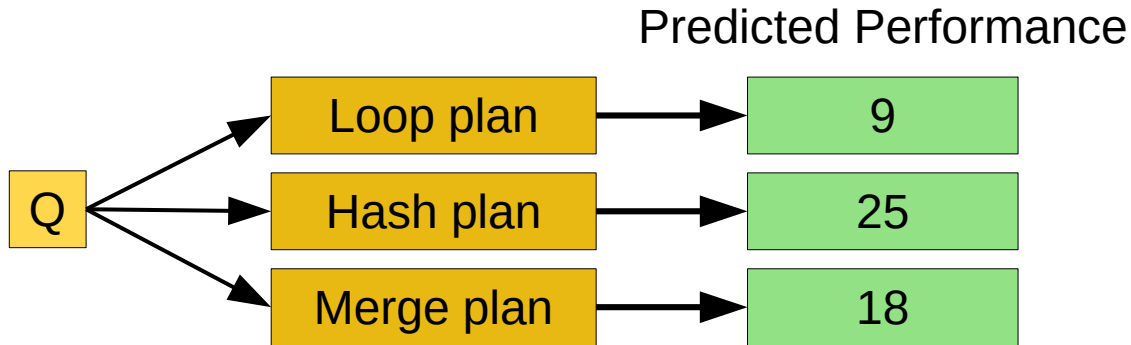 Predicted Performance
Loop plan
9
Q
Hash plan
25
Merge plan
18